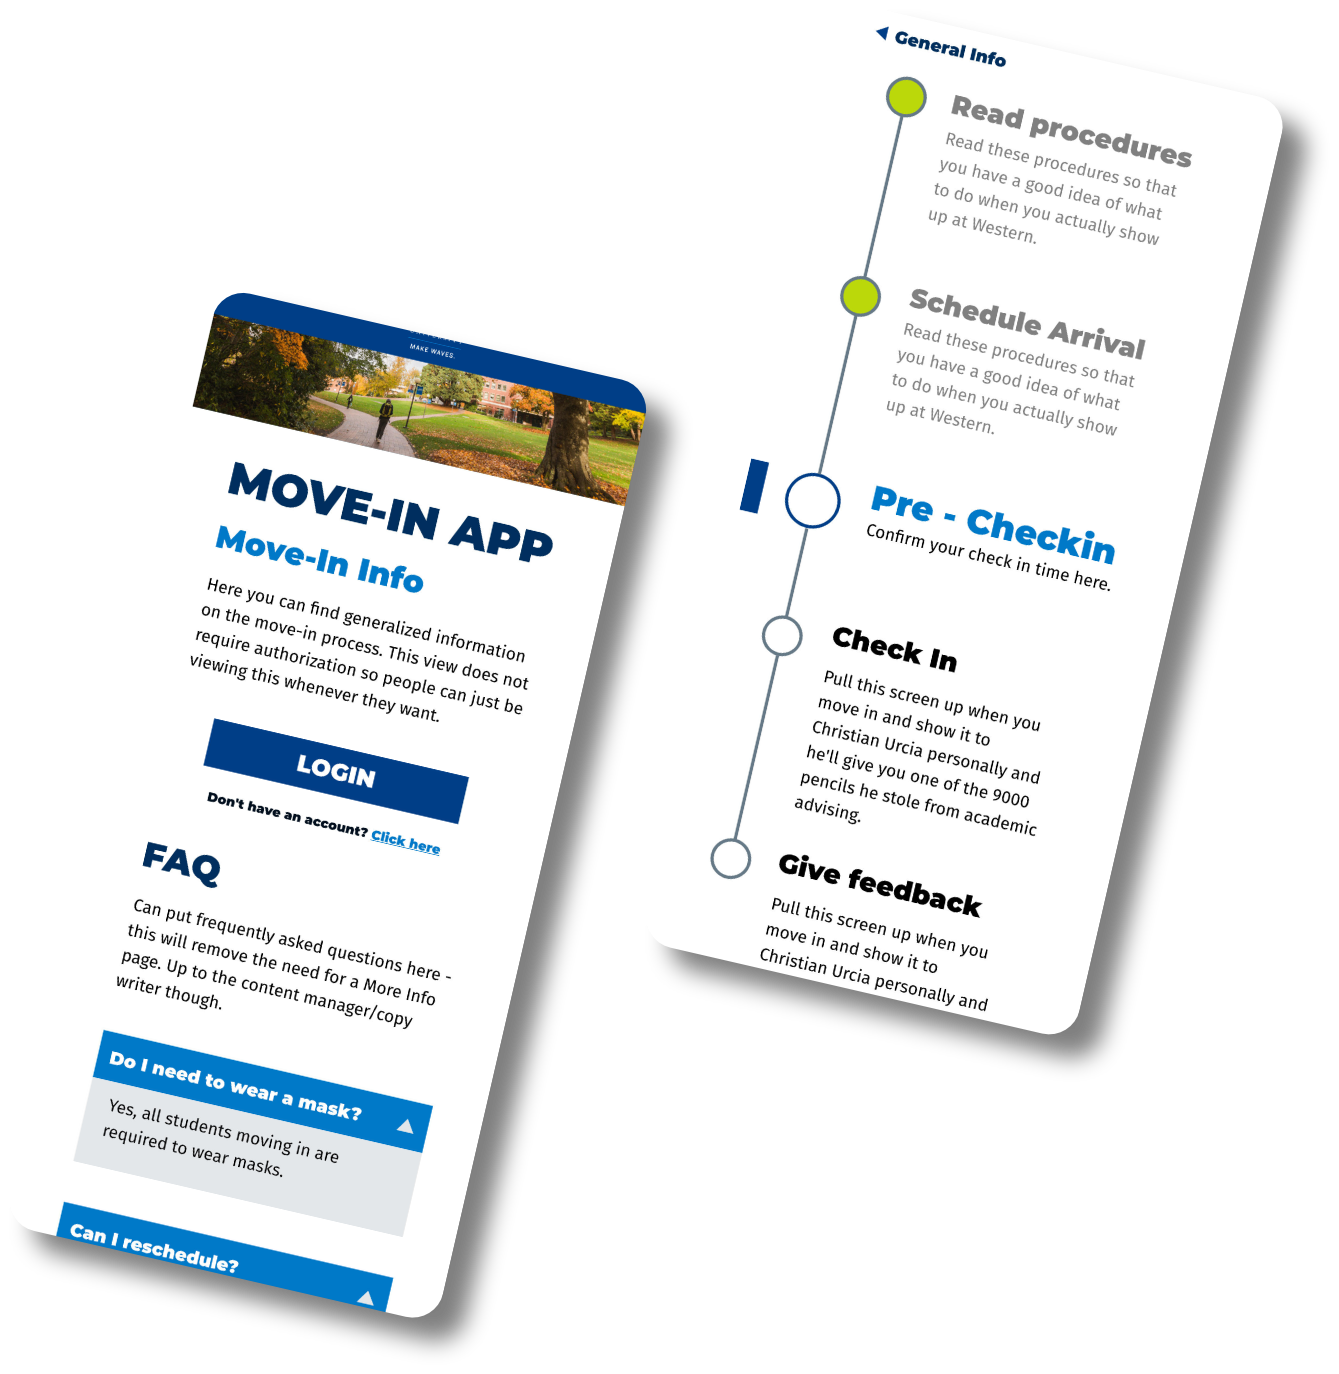 MAKE WAVES.
MOVE-IN APP
Move-In Info
Here you can find generalized information
on the move-in process. This view does not
require authorization so people can just be
viewing this whenever they want.
LOGIN
Don't have an account? Click here
FAQ
Can put frequently asked questions here -
this will remove the need for a More Info
page. Up to the content manager/copy
writer though.
Do I need to wear a mask?
Yes, all students moving in are
required to wear masks.
Can I reschedule?
General Info
Read procedures
Read these procedures so that
you have a good idea of what
to do when you actually show
up at Western.
Schedule Arrival
Read these procedures so that
you have a good idea of what
to do when you actually show
up at Western.
Pre - Checkin
Confirm your check in time here.
Check In
Pull this screen up when you
move in and show it to
Christian Urcia personally and
he'll give you one of the 9000
pencils he stole from academic
advising.
Give feedback
Pull this screen up when you
move in and show it to
Christian Urcia personally and